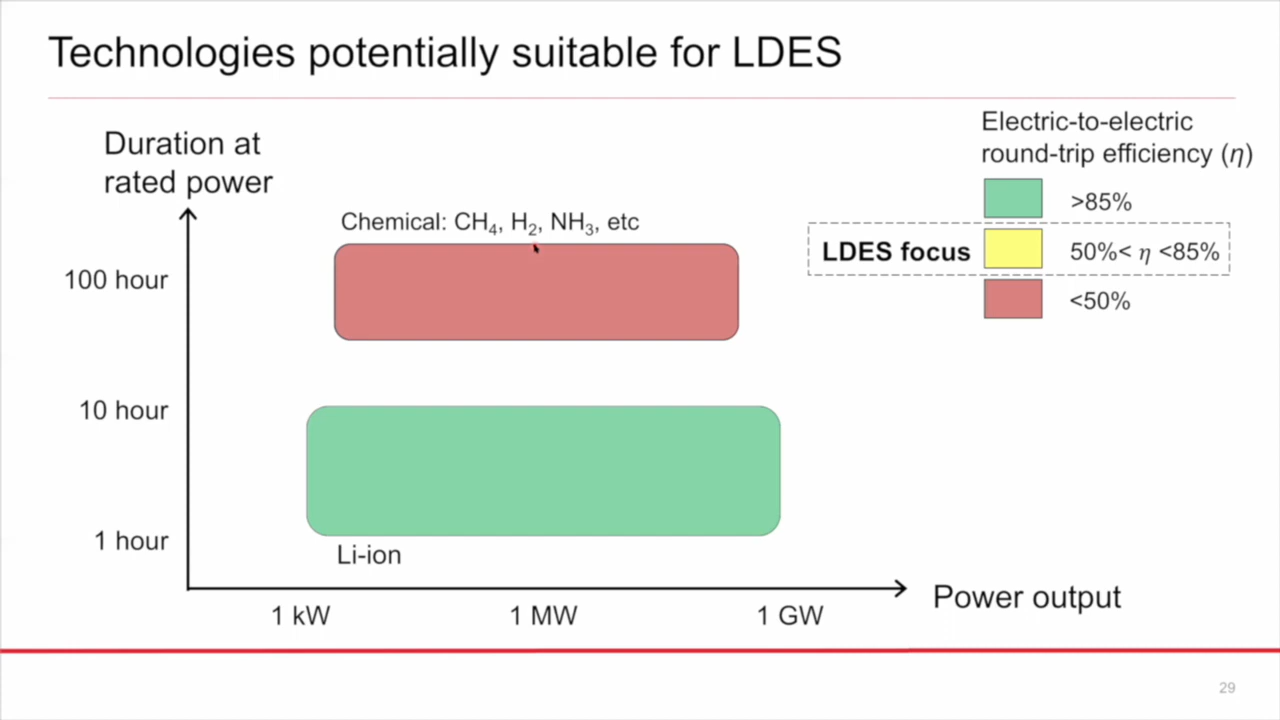 Technologies potentially suitable for LDES
Duration at
rated power
Electric-to-electric
round-trip efficiency (η)
>85%
LDES focus
50%< η <85%
<50%
Chemical: CH₄, H₂, NH₃, etc
100 hour
10 hour
1 hour
Li-ion
1 kW
1 MW
1 GW
Power output
29